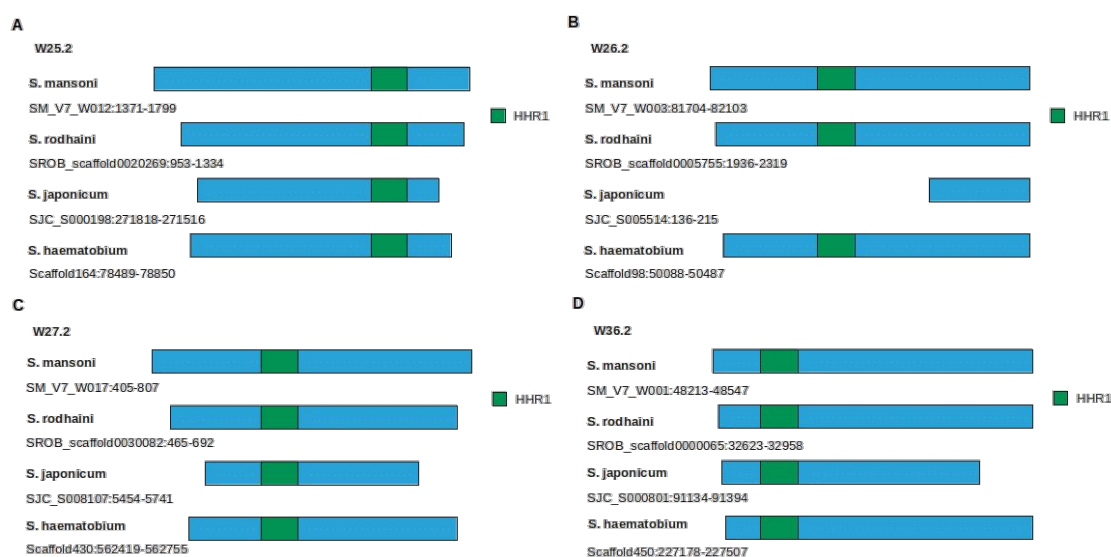 A
W25.2
S. mansoni
SM_V7_W012:1371-1799
HHR1
S. rodhaini
SROB_scaffold0020269:953-1334
S. japonicum
SJC_S000198:271818-271516
S. haematobium
Scaffold164:78489-78850
B
W26.2
S. mansoni
SM_V7_W003:81704-82103
HHR1
S. rodhaini
SROB_scaffold0005755:1936-2319
S. japonicum
SJC_S005514:136-215
S. haematobium
Scaffold98:50088-50487
C
W27.2
S. mansoni
SM_V7_W017:405-807
HHR1
S. rodhaini
SROB_scaffold0030082:465-692
S. japonicum
SJC_S008107:5454-5741
S. haematobium
Scaffold430:562419-562755
D
W36.2
S. mansoni
SM_V7_W001:48213-48547
HHR1
S. rodhaini
SROB_scaffold0000065:32623-32958
S. japonicum
SJC_S000801:91134-91394
S. haematobium
Scaffold450:227178-227507